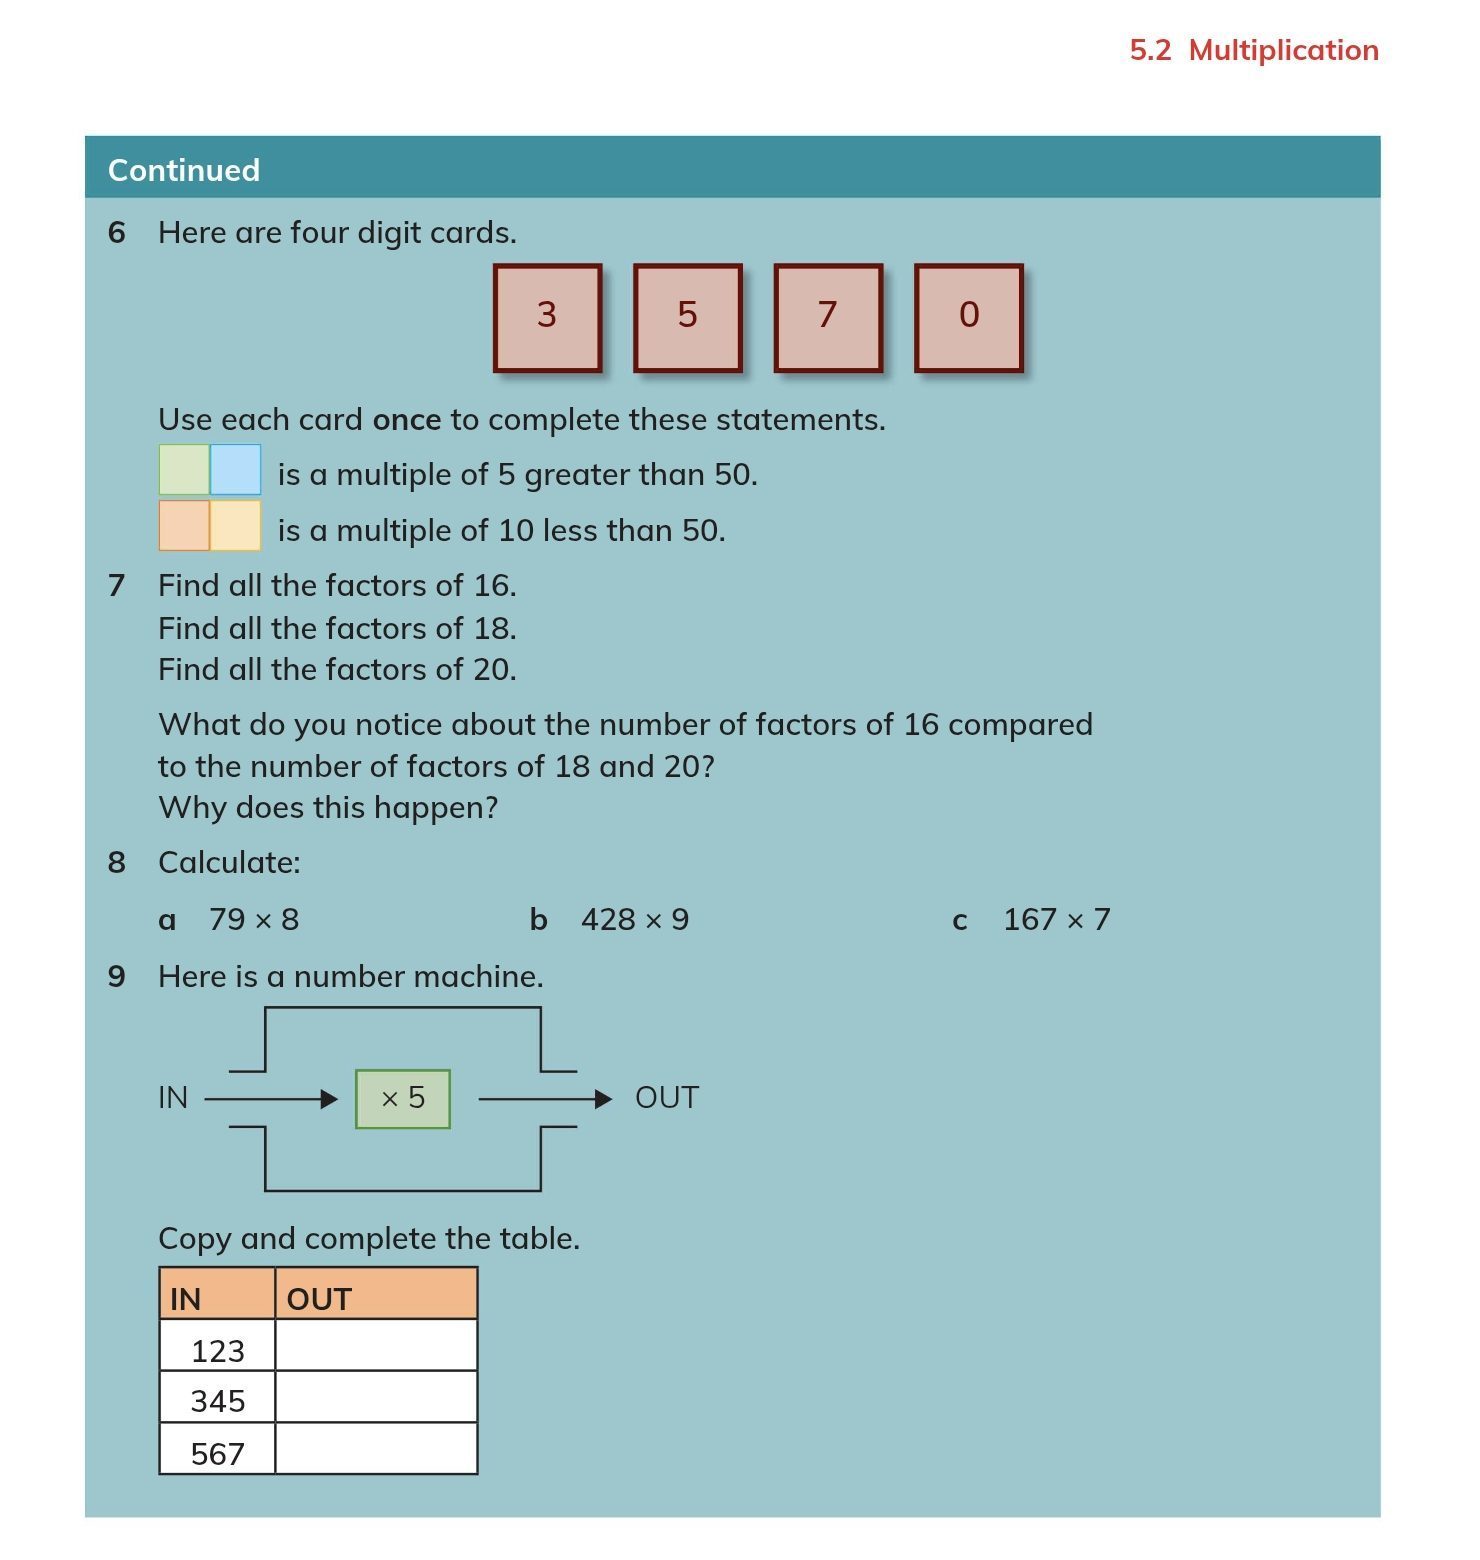 5.2 Multiplication
Continued
6 Here are four digit cards.
3 5 7 0
Use each card once to complete these statements.
is a multiple of 5 greater than 50.
is a multiple of 10 less than 50.
7 Find all the factors of 16.
Find all the factors of 18.
Find all the factors of 20.
What do you notice about the number of factors of 16 compared
to the number of factors of 18 and 20?
Why does this happen?
8 Calculate:
a 79 × 8 b 428 × 9 c 167 × 7
9 Here is a number machine.
IN × 5 OUT
Copy and complete the table.
IN OUT
123
345
567